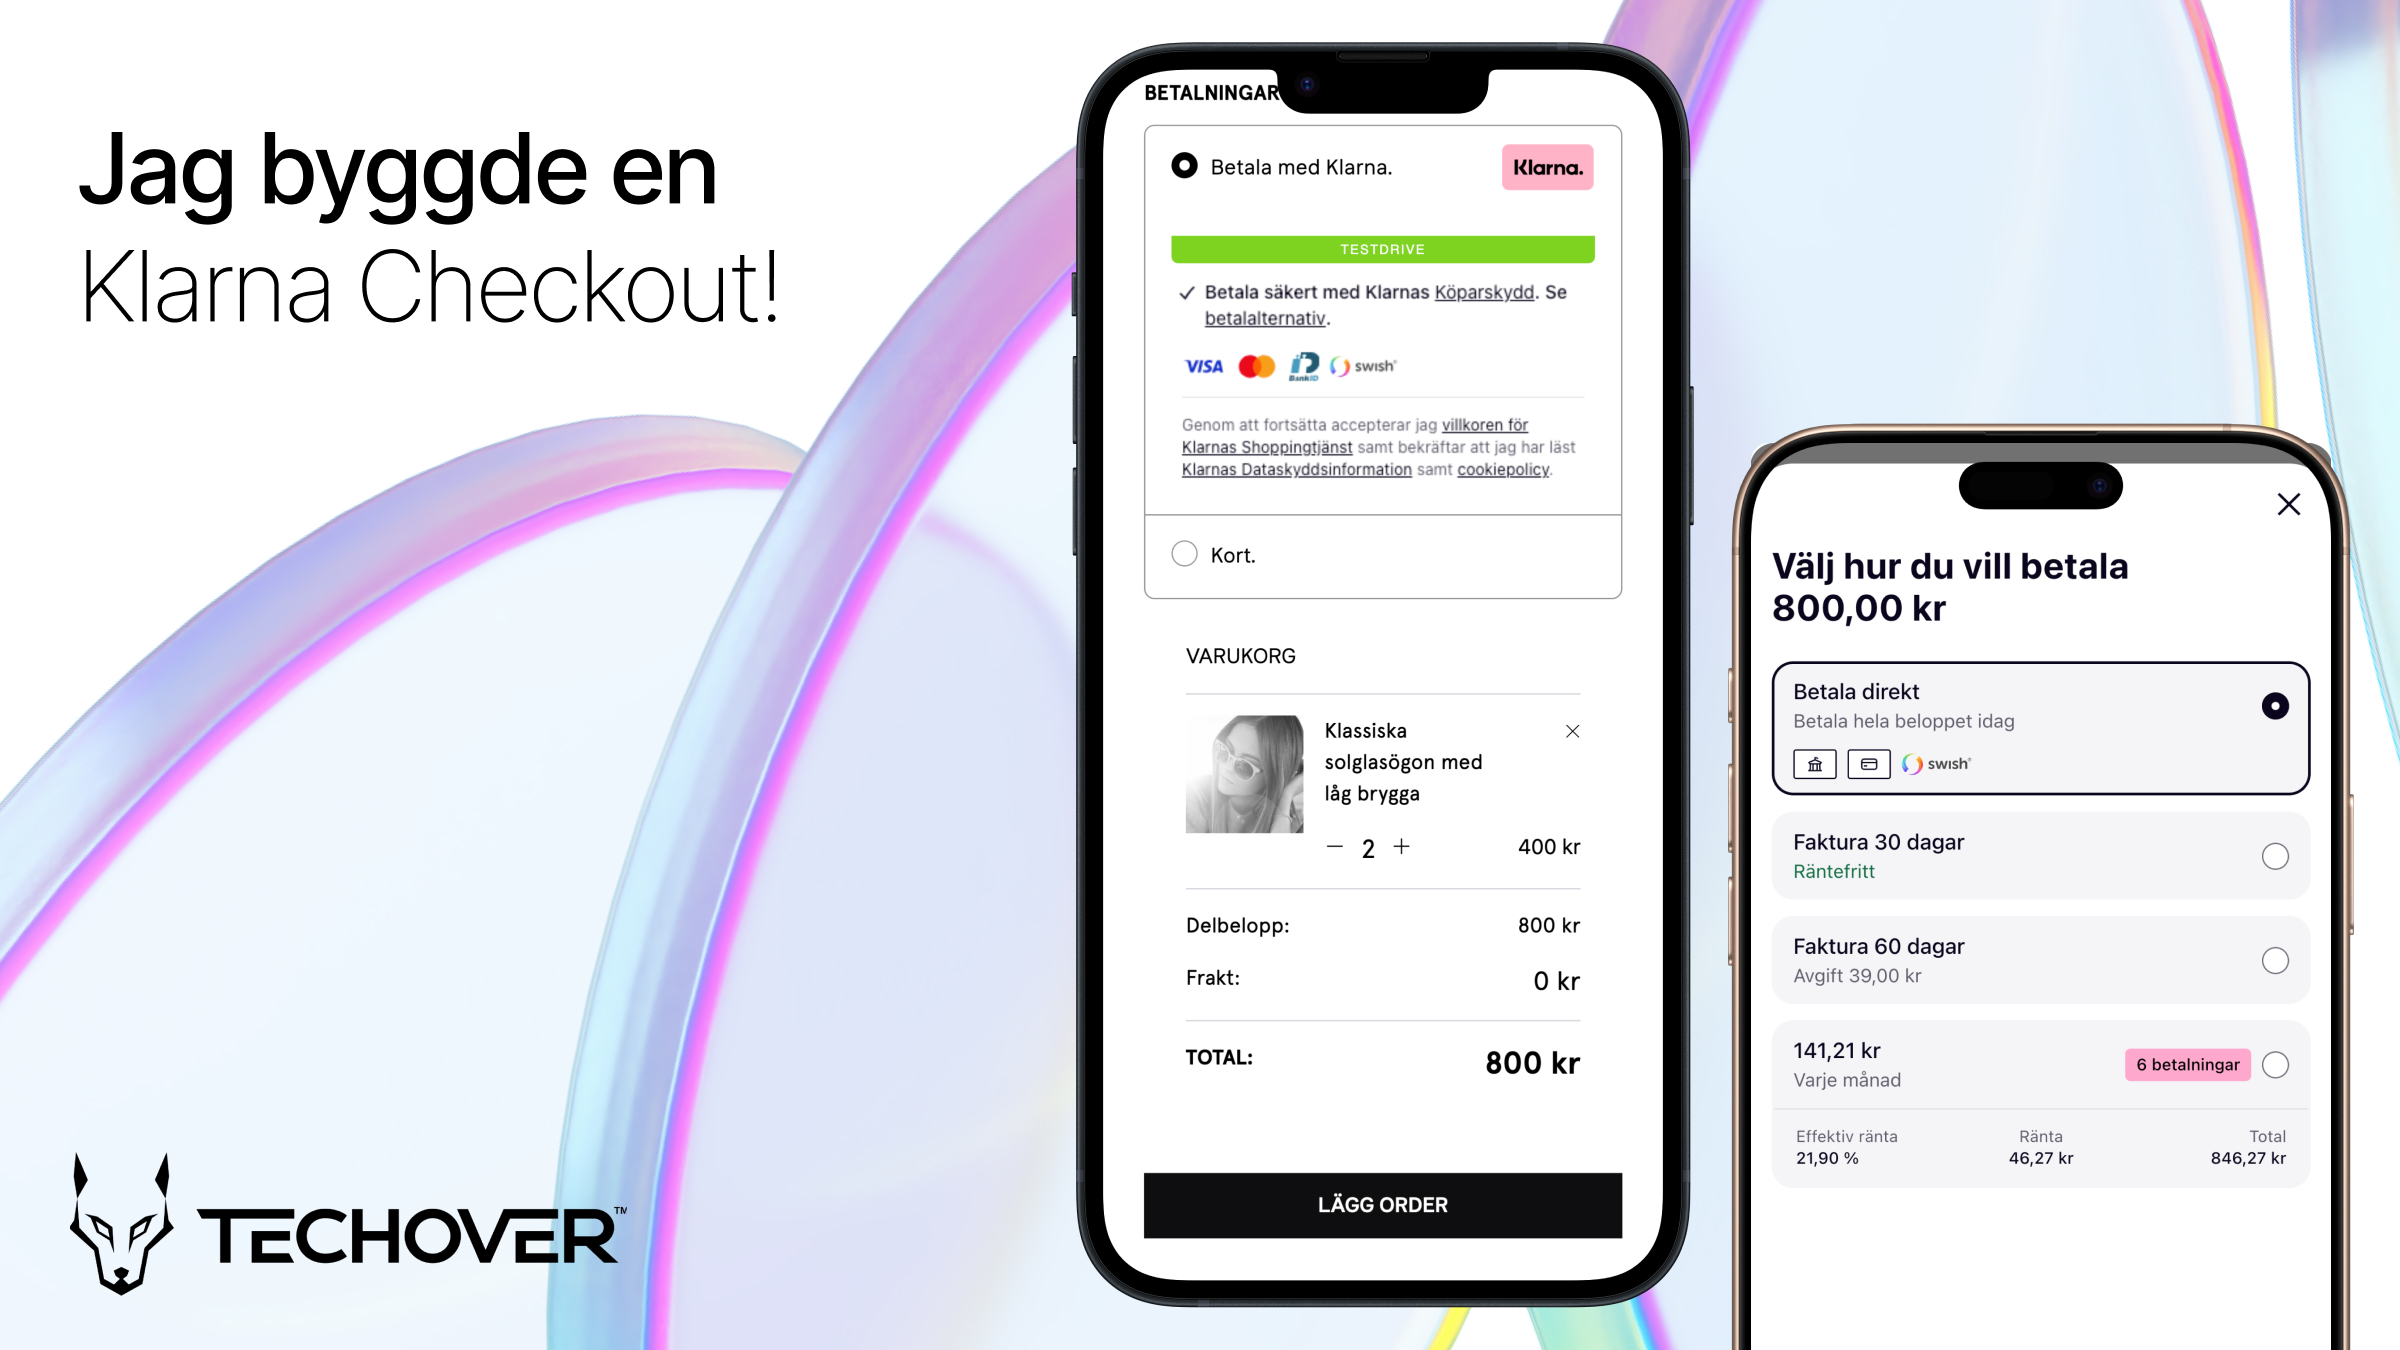 Jag byggde en
Klarna Checkout!
TECHOVER™
BETALNINGAR
Betala med Klarna.
Klarna.
TESTDRIVE
Betala säkert med Klarnas Köparskydd. Se
betalalternativ.
VISA
BankID
swish®
Genom att fortsätta accepterar jag villkoren för
Klarnas Shoppingtjänst samt bekräftar att jag har läst
Klarnas Dataskyddsinformation samt cookiepolicy.
Kort.
VARUKORG
Klassiska
solglasögon med
låg brygga
2
400 kr
Delbelopp: 800 kr
Frakt: 0 kr
TOTAL: 800 kr
LÄGG ORDER
Välj hur du vill betala
800,00 kr
Betala direkt
Betala hela beloppet idag
swish®
Faktura 30 dagar
Räntefritt
Faktura 60 dagar
Avgift 39,00 kr
141,21 kr
Varje månad
6 betalningar
Effektiv ränta Ränta Total
21,90 % 46,27 kr 846,27 kr